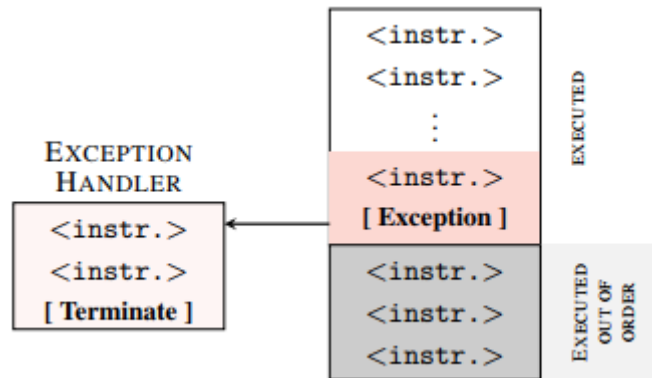 <instr.>
<instr.>
⋮
<instr.>
[ Exception ]
<instr.>
<instr.>
<instr.>
EXECUTED
EXECUTED
OUT OF
ORDER
EXCEPTION
HANDLER
<instr.>
<instr.>
[ Terminate ]